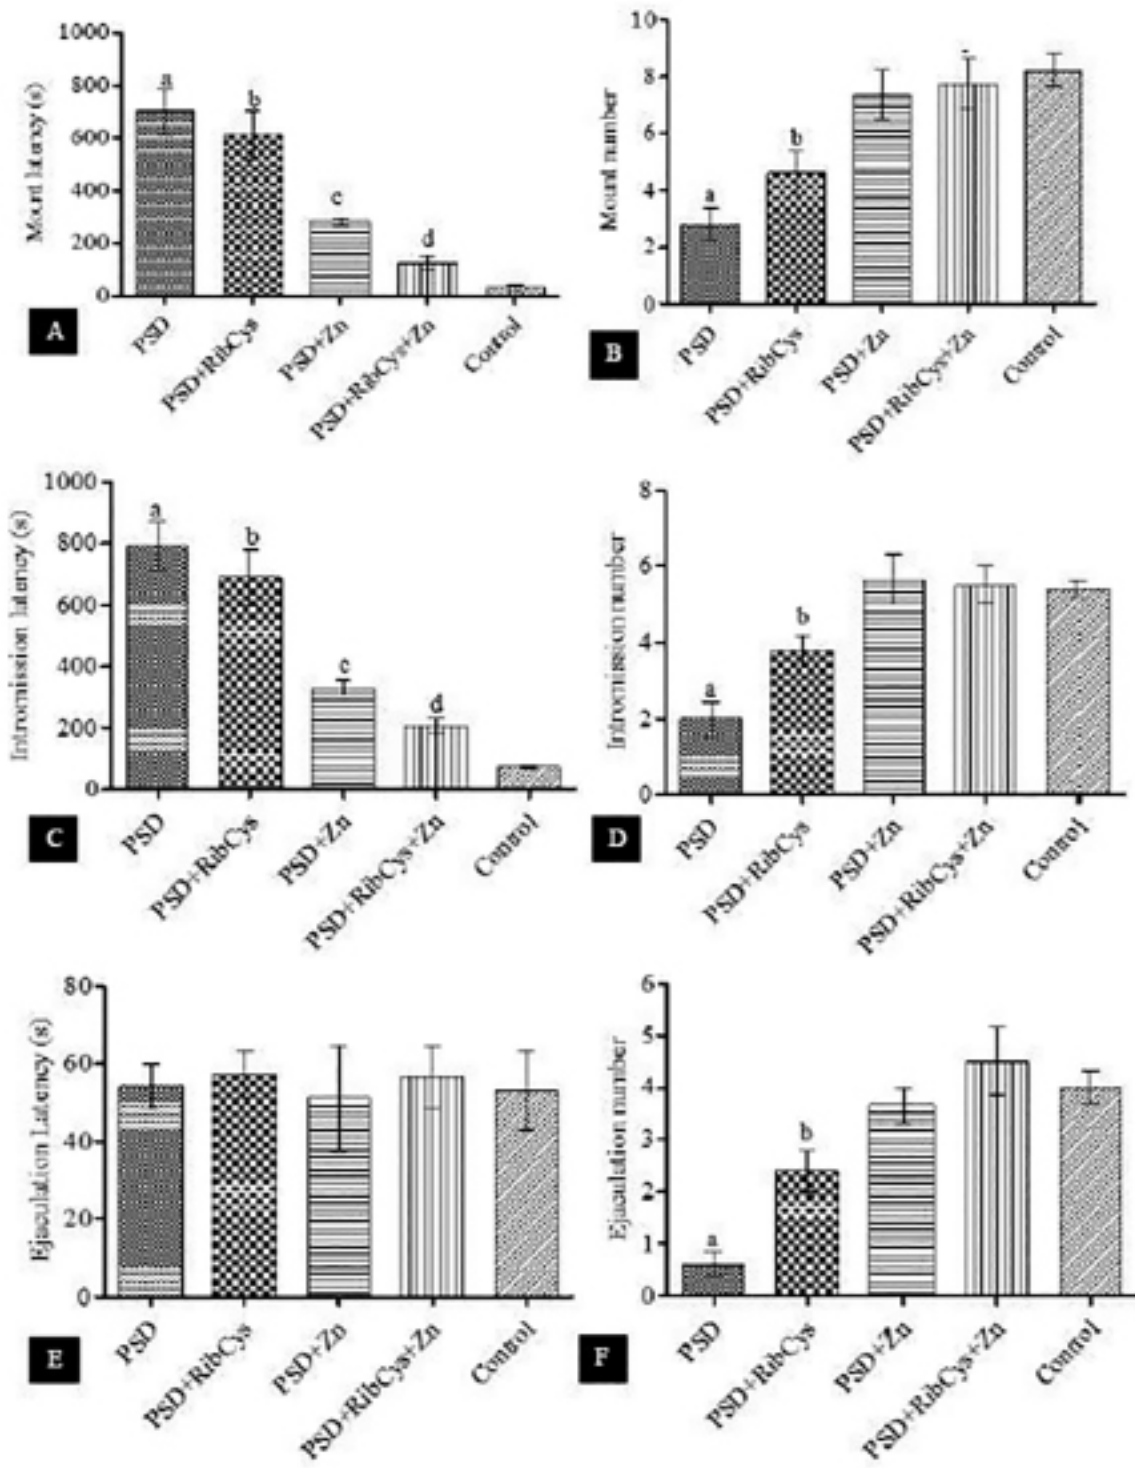 Mount latency (s)
1000
800
600
400
200
0
a
b
c
d
PSD
PSD+RibCys
PSD+Zn
PSD+RibCys+Zn
Control
A
Mount number
10
8
6
4
2
0
a
b
PSD
PSD+RibCys
PSD+Zn
PSD+RibCys+Zn
Control
B
Intromission latency (s)
1000
800
600
400
200
0
a
b
c
d
PSD
PSD+RibCys
PSD+Zn
PSD+RibCys+Zn
Control
C
Intromission number
8
6
4
2
0
a
b
PSD
PSD+RibCys
PSD+Zn
PSD+RibCys+Zn
Control
D
Ejaculation Latency (s)
80
60
40
20
0
PSD
PSD+RibCys
PSD+Zn
PSD+RibCys+Zn
Control
E
Ejaculation number
6
5
4
3
2
1
0
a
b
PSD
PSD+RibCys
PSD+Zn
PSD+RibCys+Zn
Control
F